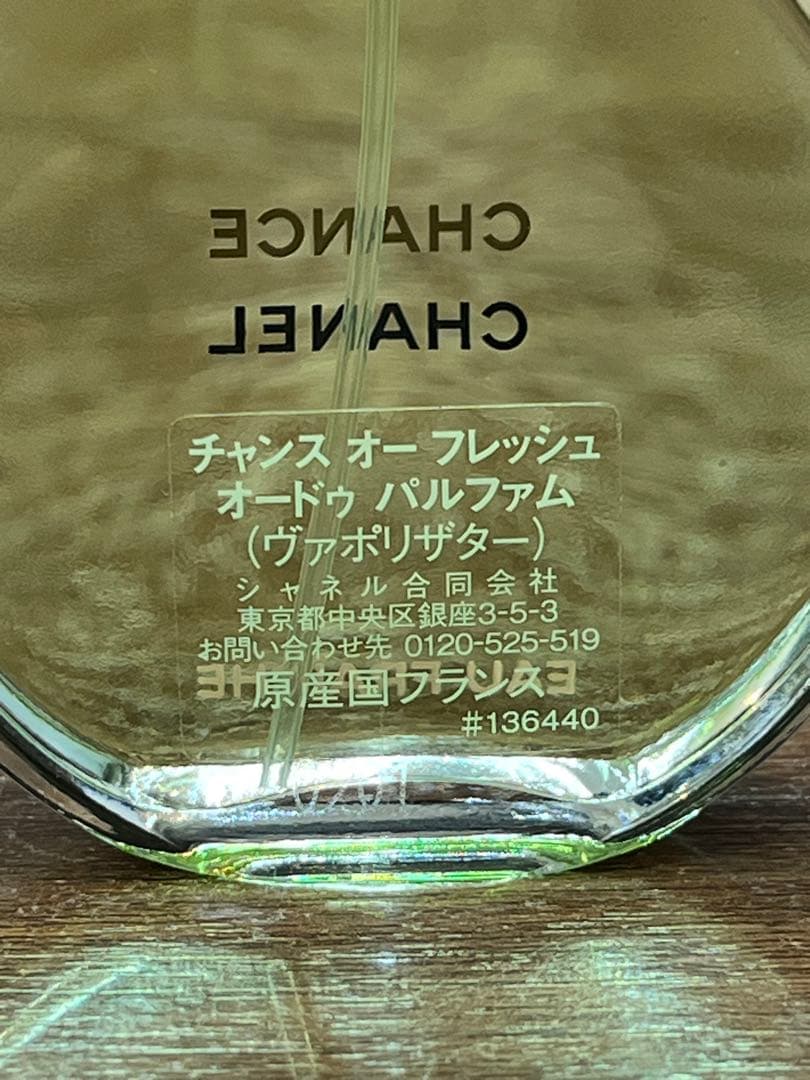 CHANCE
CHANEL
チャンス オー フレッシュ
オードゥ パルファム
(ヴァポリザター)
シャネル合同会社
東京都中央区銀座3-5-3
お問い合わせ先 0120-525-519
EAU FRAÎCHE
原産国フランス
#136440